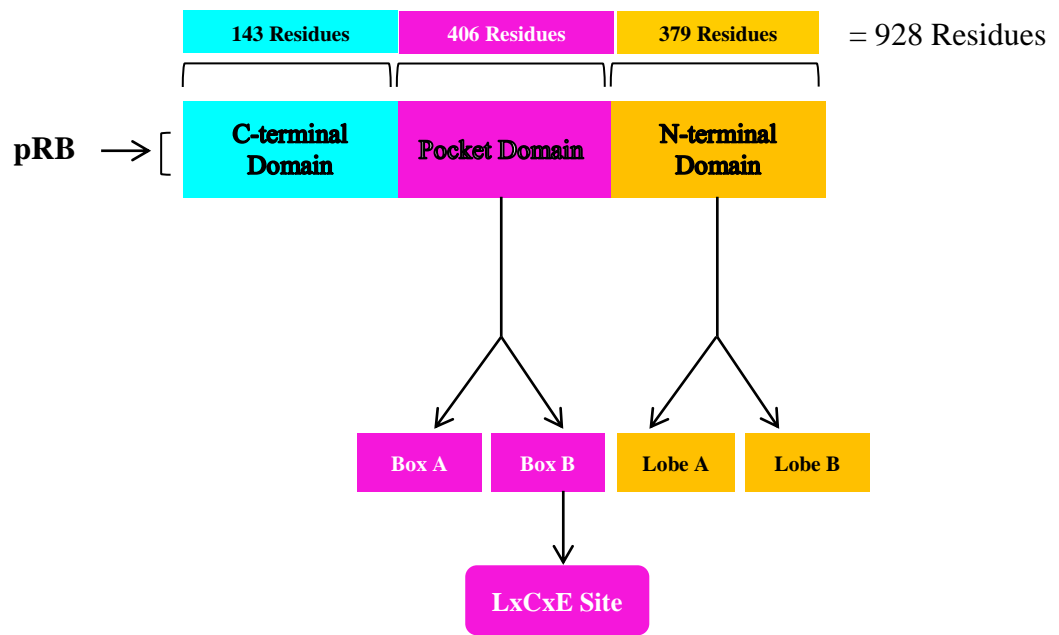 143 Residues
406 Residues
379 Residues
= 928 Residues
pRB
C-terminal
Domain
Pocket Domain
N-terminal
Domain
Box A
Box B
Lobe A
Lobe B
LxCxE Site